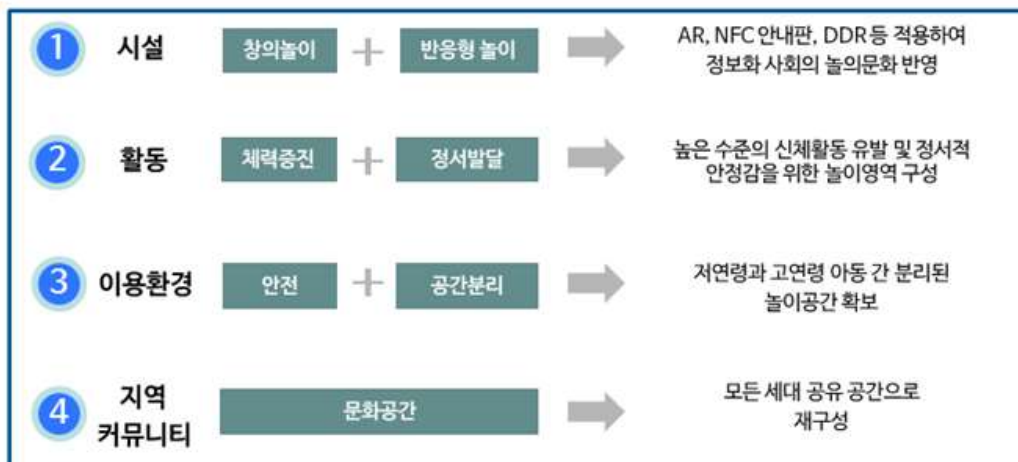 1 시설 창의놀이 + 반응형 놀이 AR, NFC 안내판, DDR 등 적용하여
정보화 사회의 놀의문화 반영
2 활동 체력증진 + 정서발달 높은 수준의 신체활동 유발 및 정서적
안정감을 위한 놀이영역 구성
3 이용환경 안전 + 공간분리 저연령과 고연령 아동 간 분리된
놀이공간 확보
4 지역
커뮤니티 문화공간 모든 세대 공유 공간으로
재구성